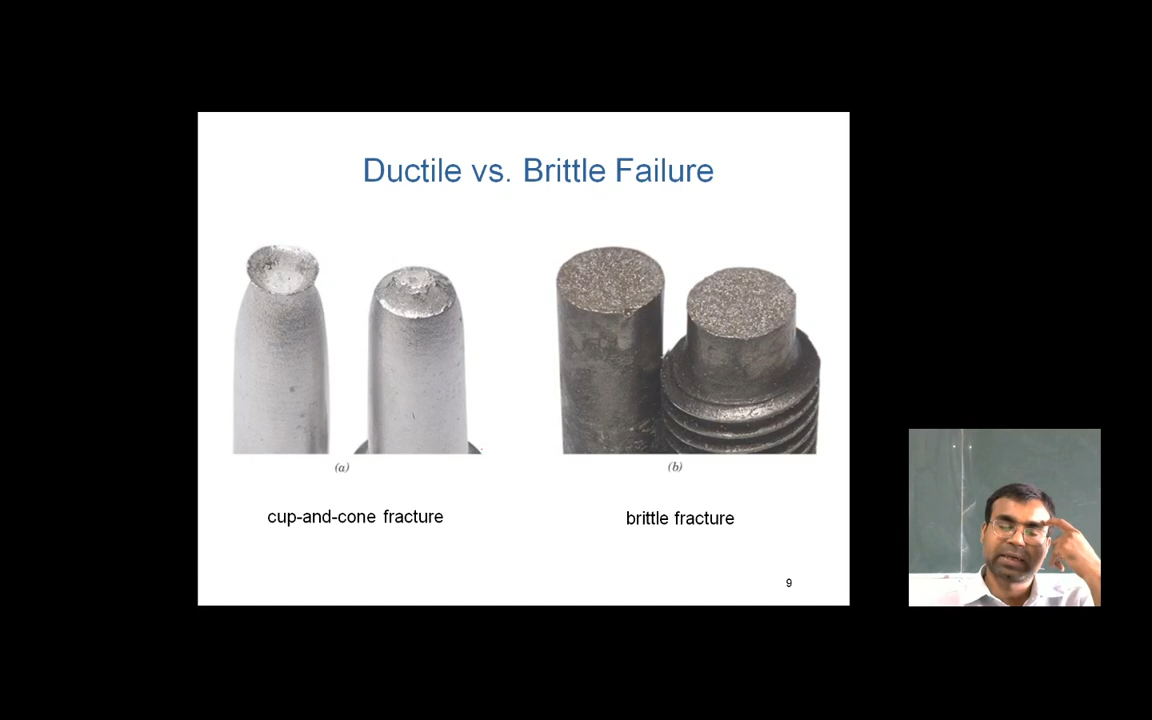 Ductile vs. Brittle Failure
(a)
(b)
cup-and-cone fracture
brittle fracture
9